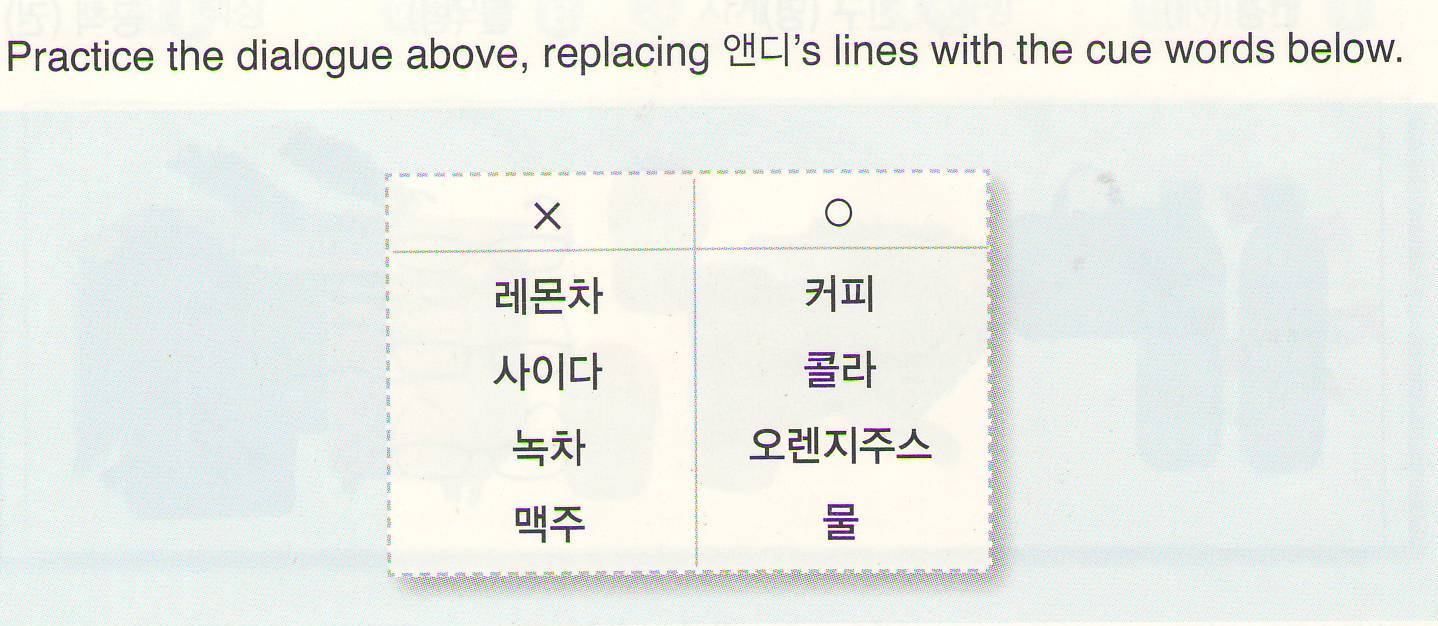 Practice the dialogue above, replacing 앤디's lines with the cue words below.
× ○
레몬차 커피
사이다 콜라
녹차 오렌지주스
맥주 물